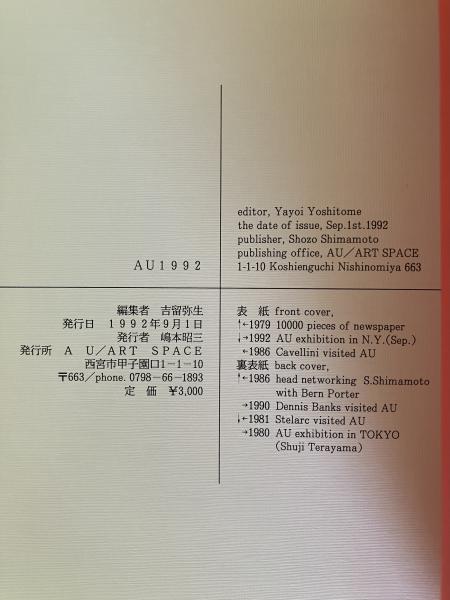 editor, Yayoi Yoshitome
the date of issue, Sep.1st.1992
publisher, Shozo Shimamoto
publishing office, AU/ART SPACE
1-1-10 Koshienguchi Nishinomiya 663
AU1992
編集者 吉留弥生
発行日 1992年9月1日
発行者 嶋本昭三
発行所 A U/ART SPACE
西宮市甲子園口1−1−10
〒663/phone. 0798−66−1893
定 価 ¥3,000
表 紙 front cover,
↑←1979 10000 pieces of newspaper
↓→1992 AU exhibition in N.Y.(Sep.)
←1986 Cavellini visited AU
裏表紙 back cover,
↑←1986 head networking S.Shimamoto
with Bern Porter
→1990 Dennis Banks visited AU
↓←1981 Stelarc visited AU
→1980 AU exhibition in TOKYO
(Shuji Terayama)